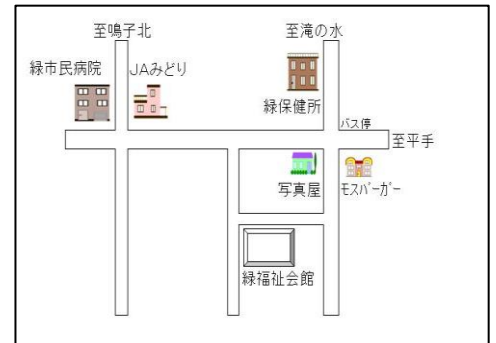 至鳴子北
至滝の水
緑市民病院
JAみどり
緑保健所
バス停
至平手
写真屋
モスバーガー
緑福祉会館